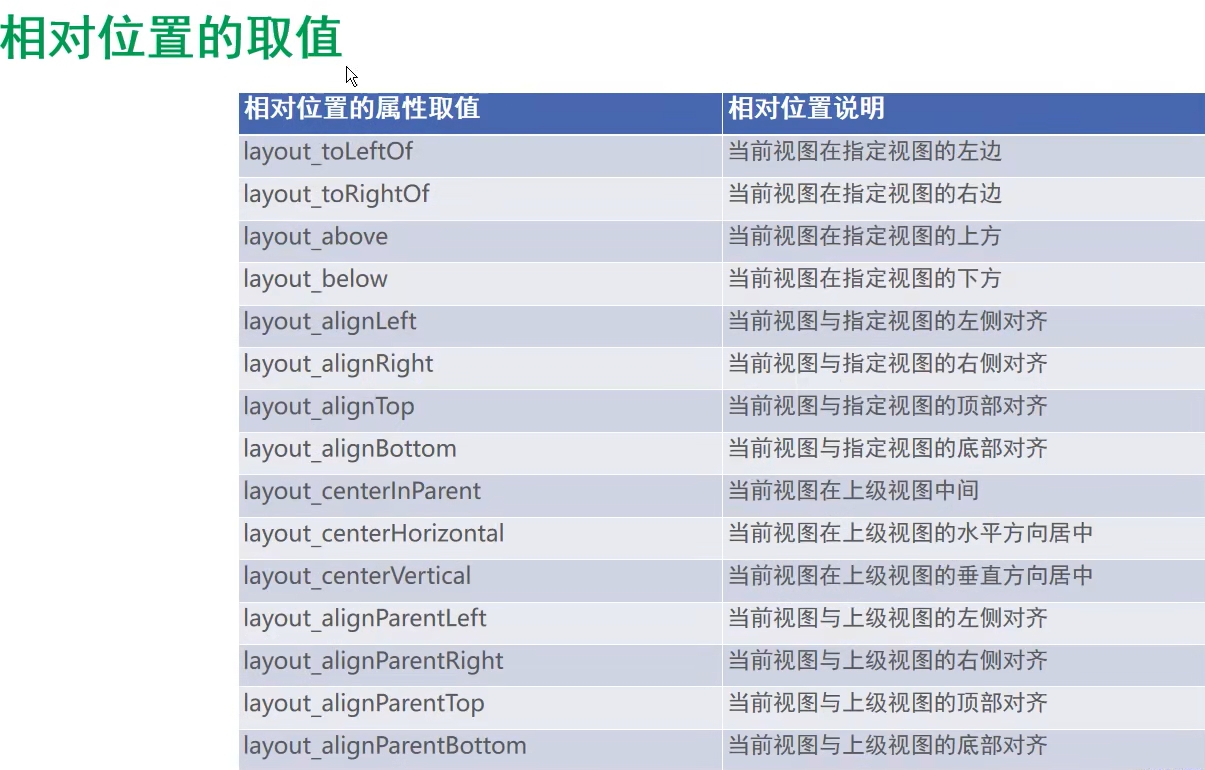 相对位置的取值
相对位置的属性取值 相对位置说明
layout_toLeftOf 当前视图在指定视图的左边
layout_toRightOf 当前视图在指定视图的右边
layout_above 当前视图在指定视图的上方
layout_below 当前视图在指定视图的下方
layout_alignLeft 当前视图与指定视图的左侧对齐
layout_alignRight 当前视图与指定视图的右侧对齐
layout_alignTop 当前视图与指定视图的顶部对齐
layout_alignBottom 当前视图与指定视图的底部对齐
layout_centerInParent 当前视图在上级视图中间
layout_centerHorizontal 当前视图在上级视图的水平方向居中
layout_centerVertical 当前视图在上级视图的垂直方向居中
layout_alignParentLeft 当前视图与上级视图的左侧对齐
layout_alignParentRight 当前视图与上级视图的右侧对齐
layout_alignParentTop 当前视图与上级视图的顶部对齐
layout_alignParentBottom 当前视图与上级视图的底部对齐